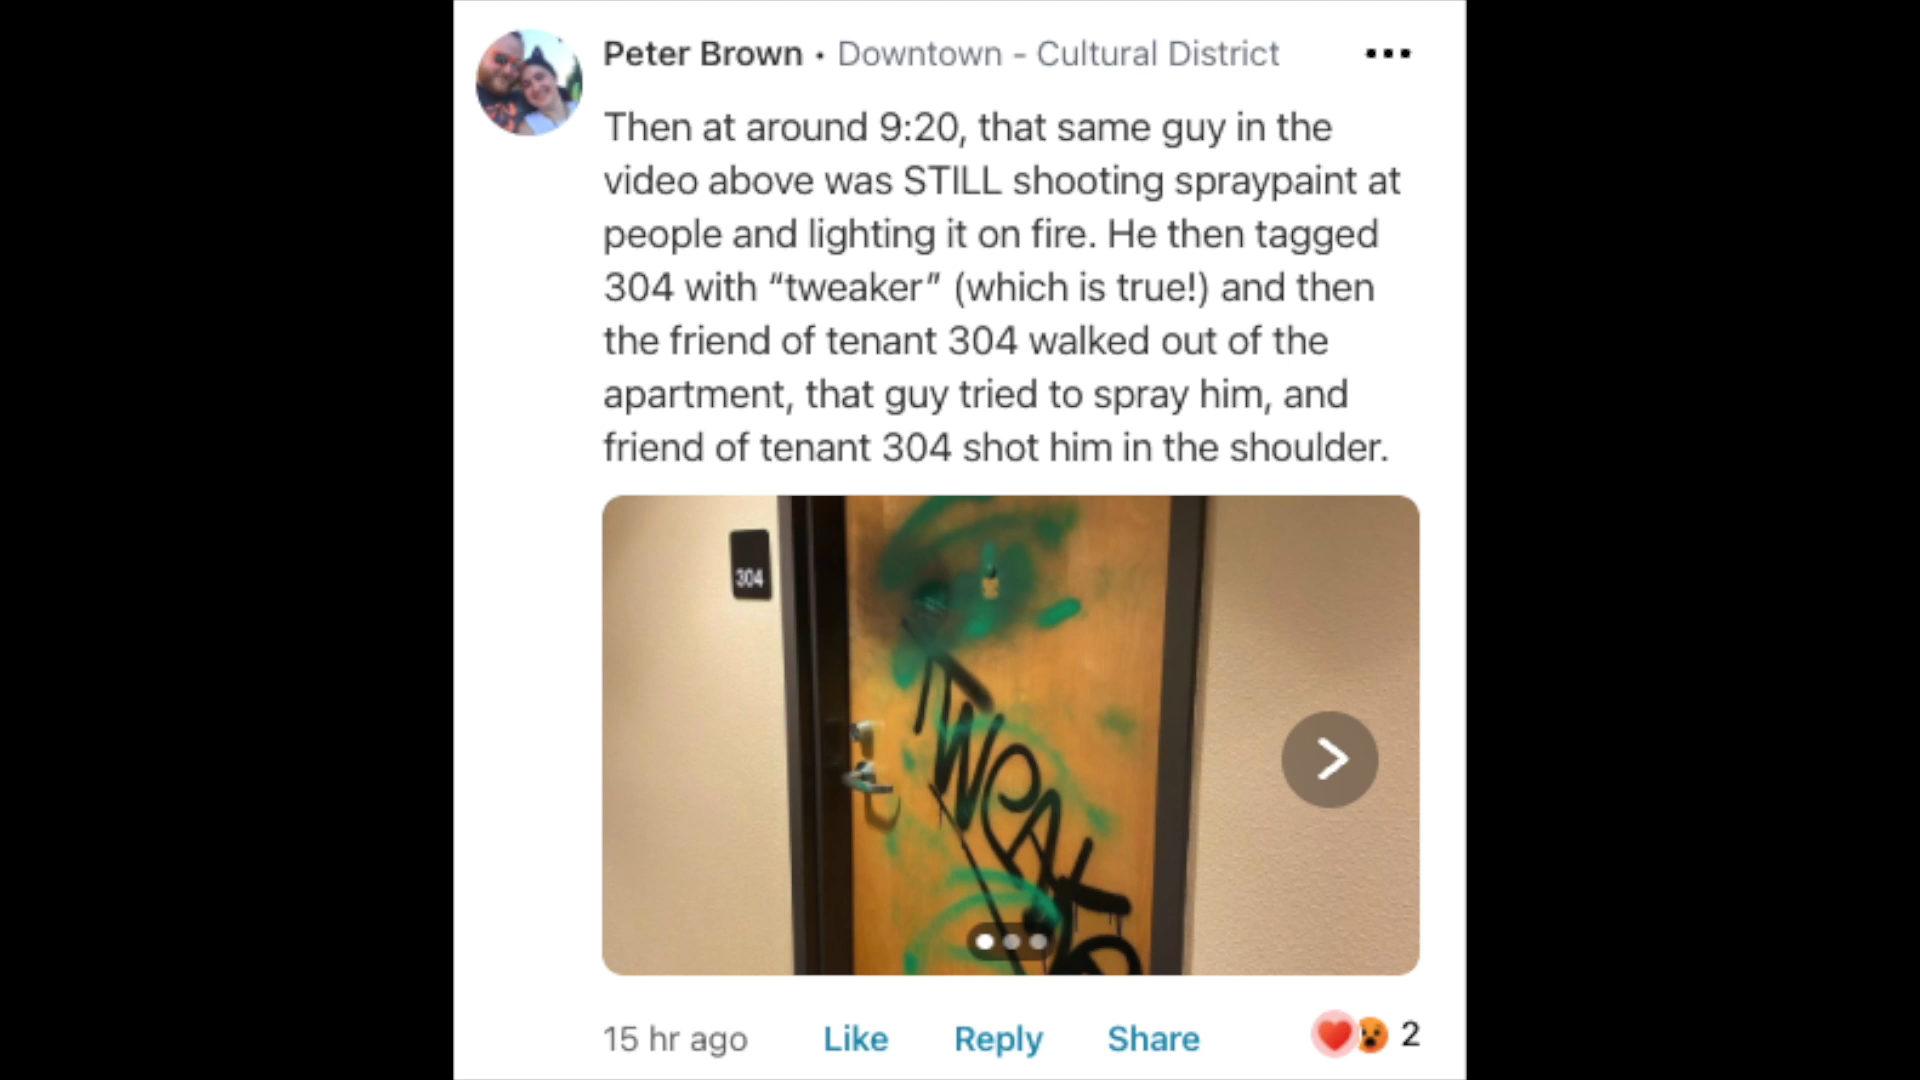 Peter Brown • Downtown - Cultural District
Then at around 9:20, that same guy in the
video above was STILL shooting spraypaint at
people and lighting it on fire. He then tagged
304 with “tweaker” (which is true!) and then
the friend of tenant 304 walked out of the
apartment, that guy tried to spray him, and
friend of tenant 304 shot him in the shoulder.
304
TWeAKe
15 hr ago Like Reply Share 2